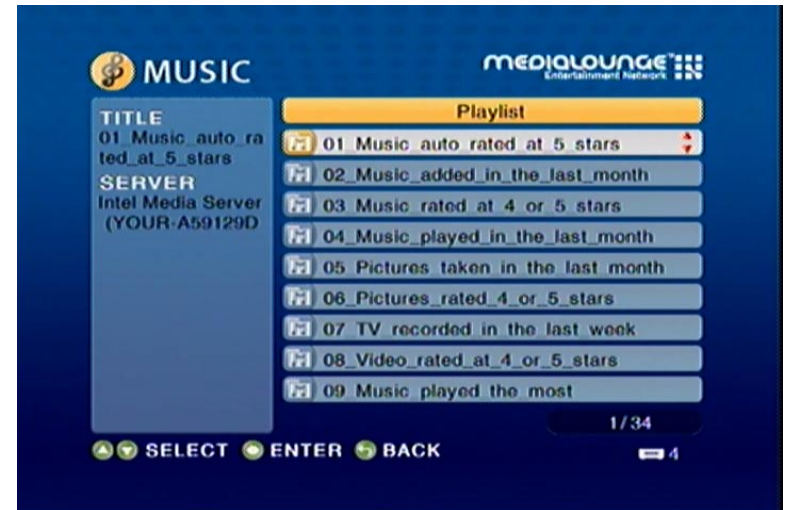 MUSIC
MEDIALOUNGE™
Entertainment Network
TITLE
01_Music_auto_ra
ted_at_5_stars
SERVER
Intel Media Server
(YOUR-A59129D
Playlist
01_Music_auto_rated_at_5_stars
02_Music_added_in_the_last_month
03_Music_rated_at_4_or_5_stars
04_Music_played_in_the_last_month
05_Pictures_taken_in_the_last_month
06_Pictures_rated_4_or_5_stars
07_TV_recorded_in_the_last_week
08_Video_rated_at_4_or_5_stars
09_Music_played_the_most
1/34
SELECT ENTER BACK
4